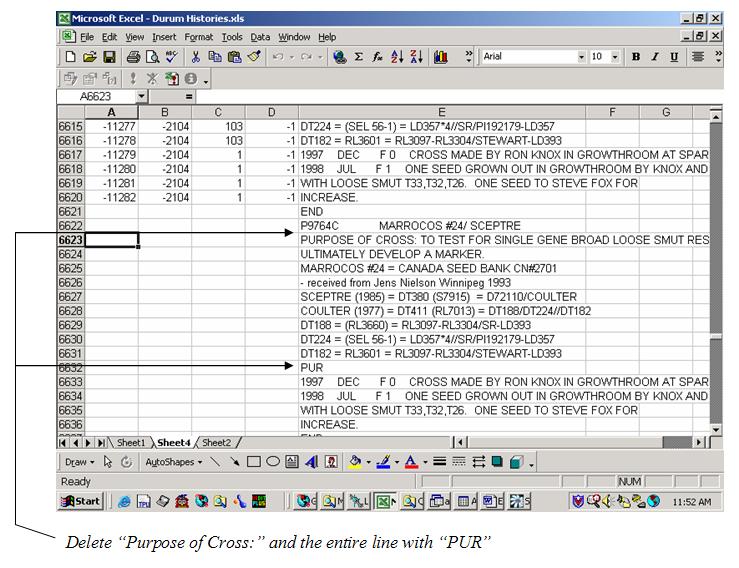 Microsoft Excel - Durum Histories.xls
File Edit View Insert Format Tools Data Window Help
Arial 10 B I U
A6623 =
A B C D E F G
6615 -11277 -2104 103 -1 DT224 = (SEL 56-1) = LD357*4//SR/PI192179-LD357
6616 -11278 -2104 103 -1 DT182 = RL3601 = RL3097-RL3304/STEWART-LD393
6617 -11279 -2104 1 -1 1997 DEC F 0 CROSS MADE BY RON KNOX IN GROWTHROOM AT SPAR
6618 -11280 -2104 1 -1 1998 JUL F 1 ONE SEED GROWN OUT IN GROWTHROOM BY KNOX AND
6619 -11281 -2104 1 -1 WITH LOOSE SMUT T33,T32,T26. ONE SEED TO STEVE FOX FOR
6620 -11282 -2104 1 -1 INCREASE.
6621 END
6622 P9764C MARROCOS #24/ SCEPTRE
6623 PURPOSE OF CROSS: TO TEST FOR SINGLE GENE BROAD LOOSE SMUT RES
6624 ULTIMATELY DEVELOP A MARKER.
6625 MARROCOS #24 = CANADA SEED BANK CN#2701
6626 - received from Jens Nielson Winnipeg 1993
6627 SCEPTRE (1985) = DT380 (S7915) = D72110/COULTER
6628 COULTER (1977) = DT411 (RL7013) = DT188/DT224//DT182
6629 DT188 = (RL3660) = RL3097-RL3304/SR-LD393
6630 DT224 = (SEL 56-1) = LD357*4//SR/PI192179-LD357
6631 DT182 = RL3601 = RL3097-RL3304/STEWART-LD393
6632 PUR
6633 1997 DEC F 0 CROSS MADE BY RON KNOX IN GROWTHROOM AT SPAR
6634 1998 JUL F 1 ONE SEED GROWN OUT IN GROWTHROOM BY KNOX AND
6635 WITH LOOSE SMUT T33,T32,T26. ONE SEED TO STEVE FOX FOR
6636 INCREASE.
Sheet1 Sheet4 Sheet2
Draw AutoShapes
Ready NUM
Start 11:52 AM
Delete “Purpose of Cross:” and the entire line with “PUR”